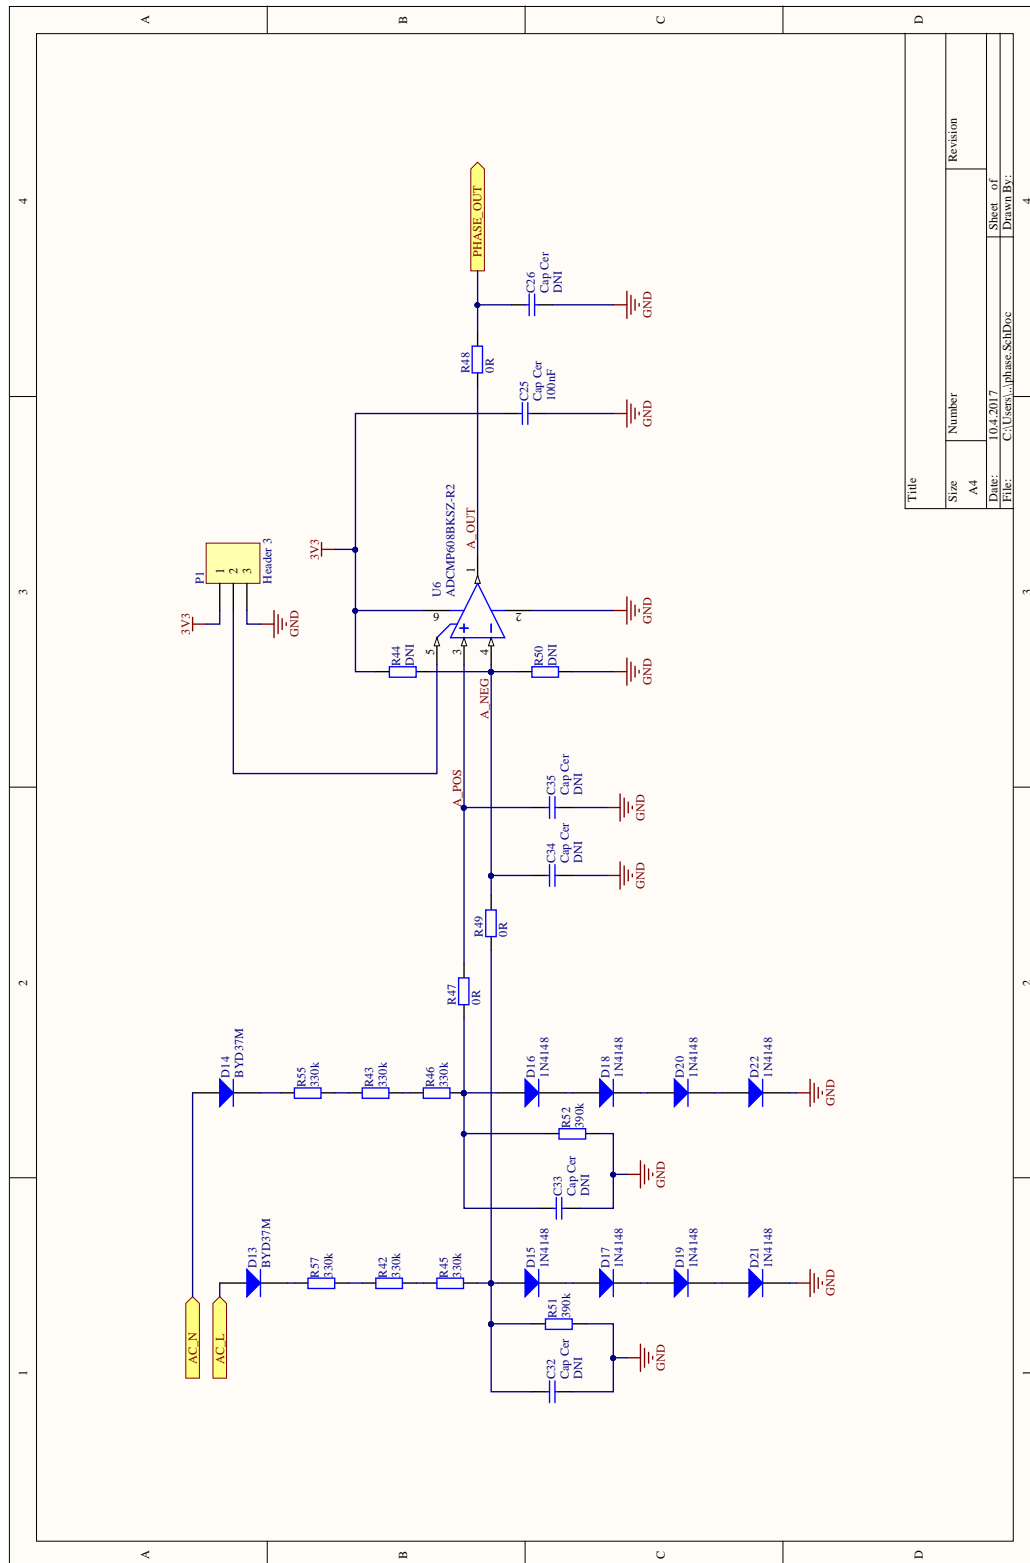 1
2
3
4
A
B
C
D
AC_N
AC_L
D13
BYD37M
R57
330k
R42
330k
R45
330k
D14
BYD37M
R55
330k
R43
330k
R46
330k
C32
Cap Cer
DNI
R51
390k
GND
D15
1N4148
D17
1N4148
D19
1N4148
D21
1N4148
GND
C33
Cap Cer
DNI
R52
390k
GND
D16
1N4148
D18
1N4148
D20
1N4148
D22
1N4148
GND
R47
0R
R49
0R
C34
Cap Cer
DNI
GND
C35
Cap Cer
DNI
GND
A_POS
A_NEG
3V3
P1
1
2
3
Header 3
GND
3V3
R44
DNI
R50
DNI
GND
U6
ADCMP608BKSZ-R2
5
3
4
6
2
1
GND
A_OUT
C25
Cap Cer
100nF
GND
R48
0R
C26
Cap Cer
DNI
GND
PHASE_OUT
Title
Size
A4
Number
Revision
Date:
10.4.2017
Sheet of
File:
C:\Users\..\phase.SchDoc
Drawn By:
1
2
3
4
A
B
C
D